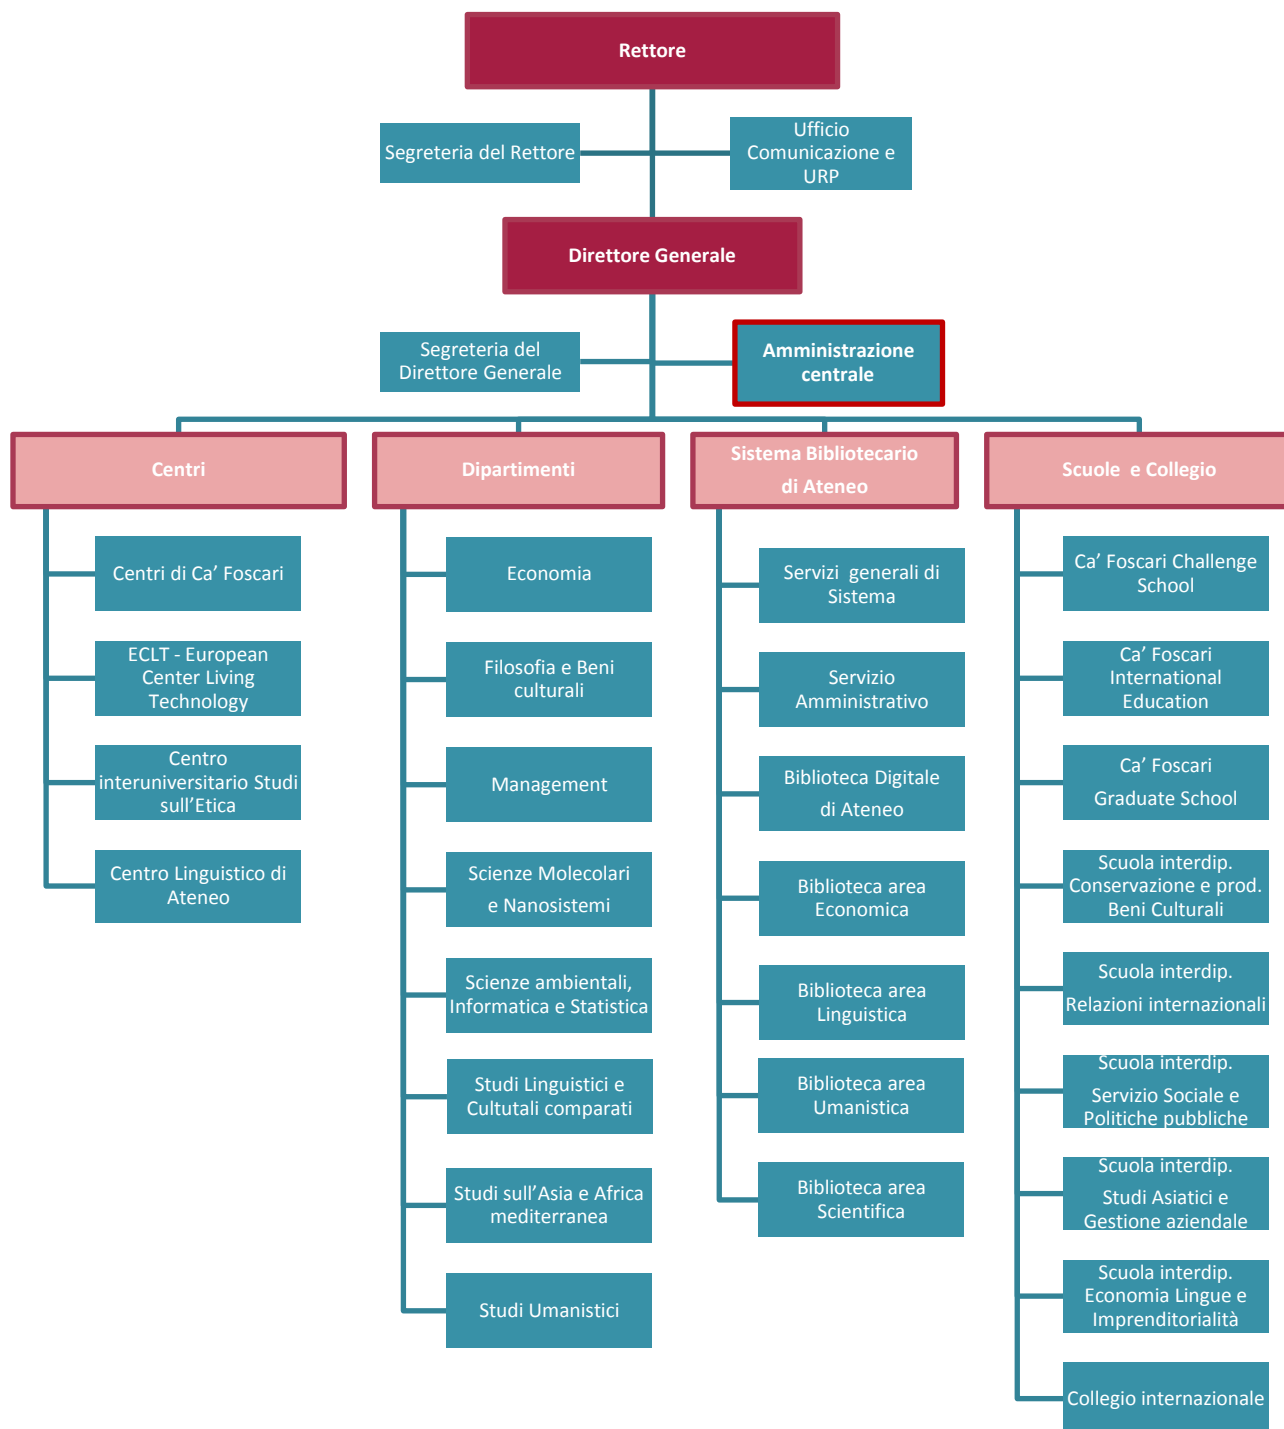 Rettore
Segreteria del Rettore
Ufficio
Comunicazione e
URP
Direttore Generale
Segreteria del
Direttore Generale
Amministrazione
centrale
Centri
Centri di Ca’ Foscari
ECLT - European
Center Living
Technology
Centro
interuniversitario Studi
sull’Etica
Centro Linguistico di
Ateneo
Dipartimenti
Economia
Filosofia e Beni
culturali
Management
Scienze Molecolari
e Nanosistemi
Scienze ambientali,
Informatica e Statistica
Studi Linguistici e
Cultutali comparati
Studi sull’Asia e Africa
mediterranea
Studi Umanistici
Sistema Bibliotecario
di Ateneo
Servizi generali di
Sistema
Servizio
Amministrativo
Biblioteca Digitale
di Ateneo
Biblioteca area
Economica
Biblioteca area
Linguistica
Biblioteca area
Umanistica
Biblioteca area
Scientifica
Scuole e Collegio
Ca’ Foscari Challenge
School
Ca’ Foscari
International
Education
Ca’ Foscari
Graduate School
Scuola interdip.
Conservazione e prod.
Beni Culturali
Scuola interdip.
Relazioni internazionali
Scuola interdip.
Servizio Sociale e
Politiche pubbliche
Scuola interdip.
Studi Asiatici e
Gestione aziendale
Scuola interdip.
Economia Lingue e
Imprenditorialità
Collegio internazionale